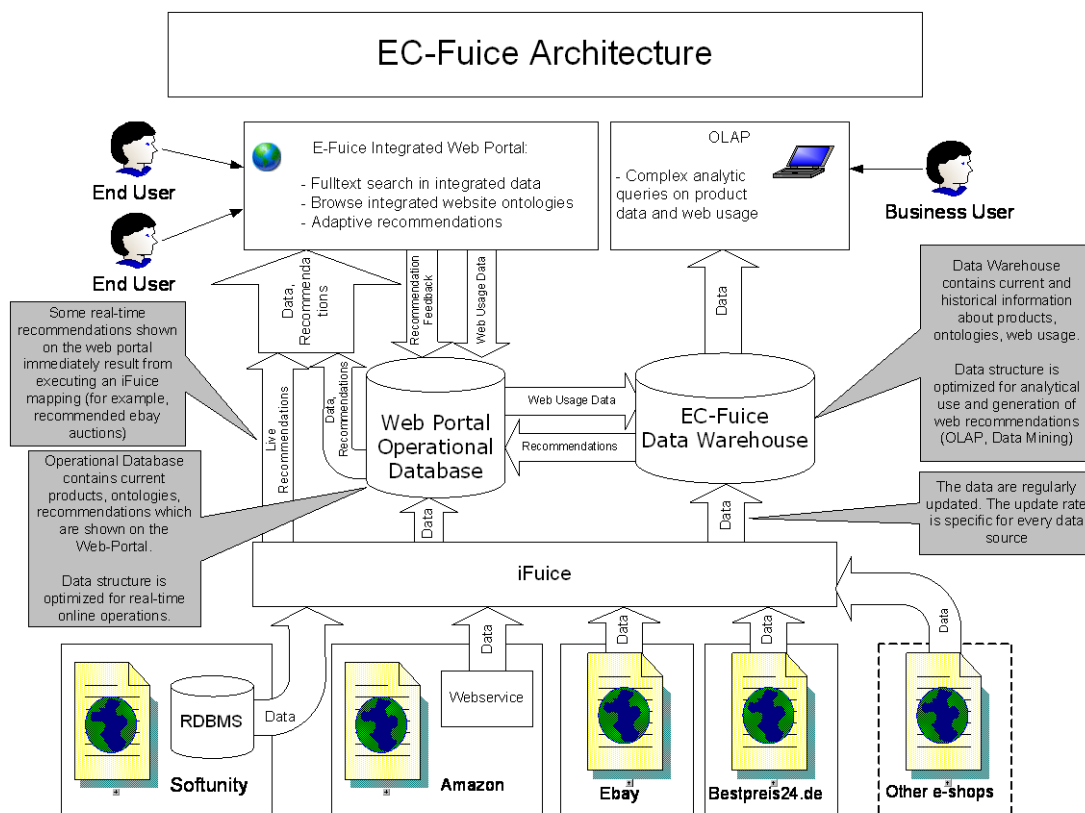 EC-Fuice Architecture
End User
End User
E-Fuice Integrated Web Portal:
- Fulltext search in integrated data
- Browse integrated website ontologies
- Adaptive recommendations
OLAP
- Complex analytic
queries on product
data and web usage
Business User
Some real-time
recommendations shown
on the web portal
immediately result from
executing an iFuice
mapping (for example,
recommended ebay
auctions)
Data,
Recommenda
tions
Recommendation
Feedback
Web Usage Data
Data
Data Warehouse
contains current and
historical information
about products,
ontologies, web usage.
Data structure is
optimized for analytical
use and generation of
web recommendations
(OLAP, Data Mining)
Live
Recommendations
Data,
Recommendations
Web Portal
Operational
Database
Web Usage Data
Recommendations
EC-Fuice
Data Warehouse
Operational Database
contains current
products, ontologies,
recommendations which
are shown on the
Web-Portal.
Data structure is
optimized for real-time
online operations.
Data
Data
The data are regularly
updated. The update rate
is specific for every data
source
iFuice
RDBMS
Data
Softunity
Data
Webservice
Amazon
Data
Ebay
Data
Bestpreis24.de
Data
Other e-shops